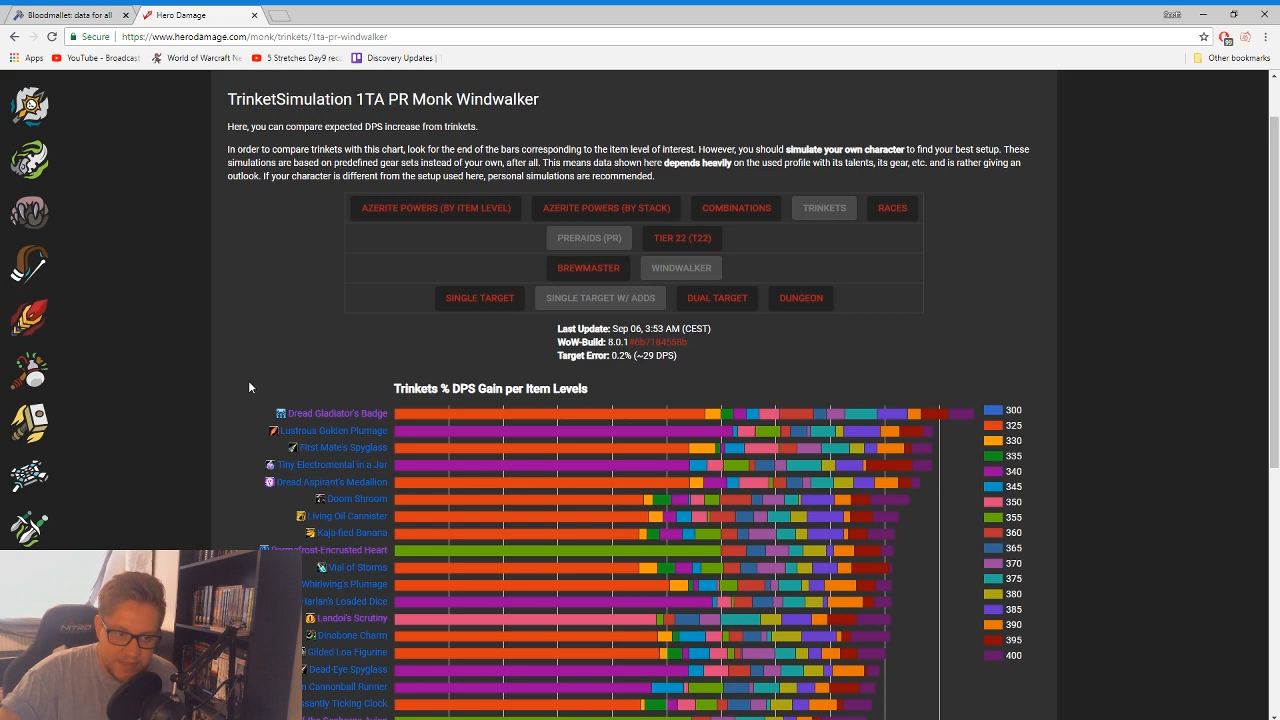 Bloodmallet: data for all
Hero Damage
Secure
https://www.herodamage.com/monk/trinkets/1ta-pr-windwalker
Apps
YouTube - Broadcast
World of Warcraft Ne
5 Stretches Day9 rec
Discovery Updates | T
Other bookmarks
TrinketSimulation 1TA PR Monk Windwalker
Here, you can compare expected DPS increase from trinkets.
In order to compare trinkets with this chart, look for the end of the bars corresponding to the item level of interest. However, you should simulate your own character to find your best setup. These
simulations are based on predefined gear sets instead of your own, after all. This means data shown here depends heavily on the used profile with its talents, its gear, etc. and is rather giving an
outlook. If your character is different from the setup used here, personal simulations are recommended.
AZERITE POWERS (BY ITEM LEVEL) AZERITE POWERS (BY STACK) COMBINATIONS TRINKETS RACES
PRERAIDS (PR) TIER 22 (T22)
BREWMASTER WINDWALKER
SINGLE TARGET SINGLE TARGET W/ ADDS DUAL TARGET DUNGEON
Last Update: Sep 06, 3:53 AM (CEST)
WoW-Build: 8.0.1 #6b7184558b
Target Error: 0.2% (~29 DPS)
Trinkets % DPS Gain per Item Levels
Dread Gladiator's Badge
Lustrous Golden Plumage
First Mate's Spyglass
Tiny Electromental in a Jar
Dread Aspirant's Medallion
Doom Shroom
Living Oil Cannister
Kaja-fied Banana
Permafrost-Encrusted Heart
Vial of Storms
Whirlwing's Plumage
Harlan's Loaded Dice
Landoi's Scrutiny
Dinobone Charm
Gilded Loa Figurine
Dead-Eye Spyglass
Cannonball Runner
Ticking Clock
300
325
330
335
340
345
350
355
360
365
370
375
380
385
390
395
400
NITRO